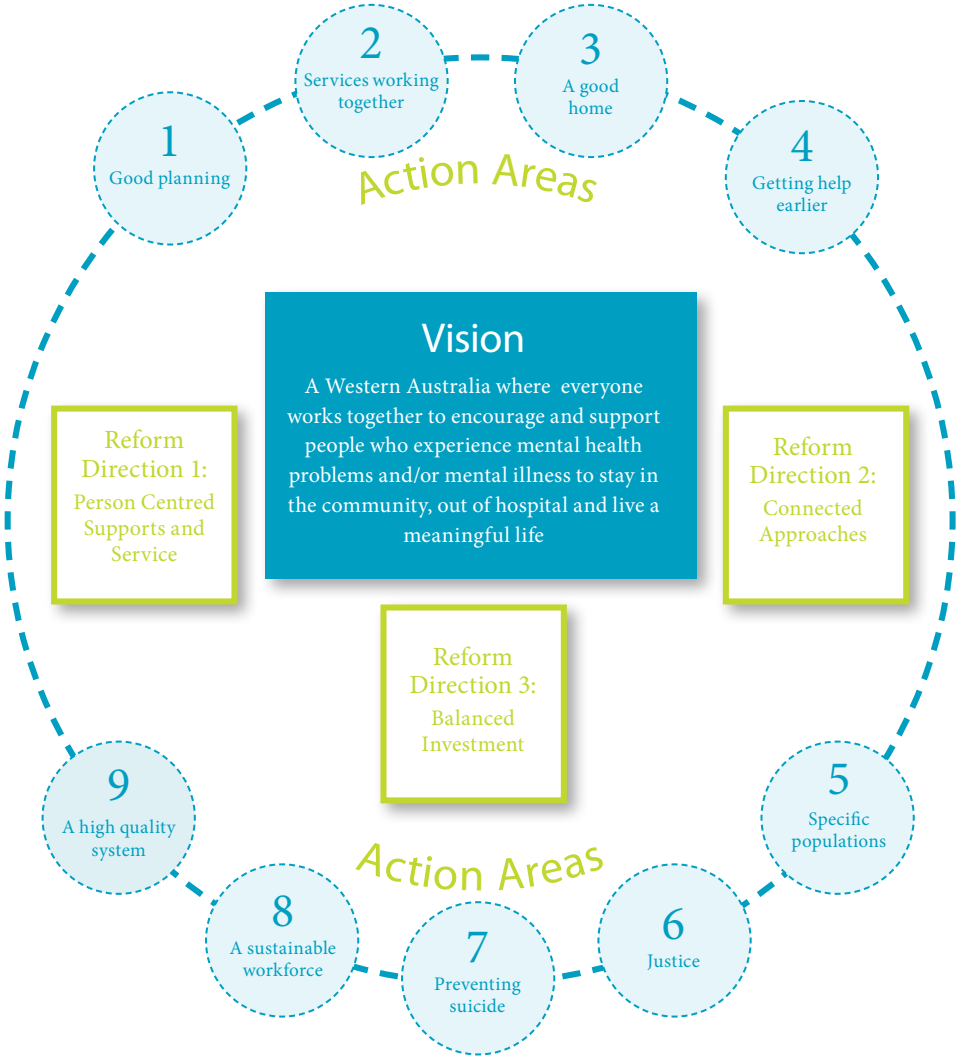 1
Good planning
2
Services working
together
3
A good
home
4
Getting help
earlier
Action Areas
Vision
A Western Australia where everyone
works together to encourage and support
people who experience mental health
problems and/or mental illness to stay in
the community, out of hospital and live a
meaningful life
Reform
Direction 1:
Person Centred
Supports and
Service
Reform
Direction 2:
Connected
Approaches
Reform
Direction 3:
Balanced
Investment
5
Specific
populations
Action Areas
6
Justice
7
Preventing
suicide
8
A sustainable
workforce
9
A high quality
system